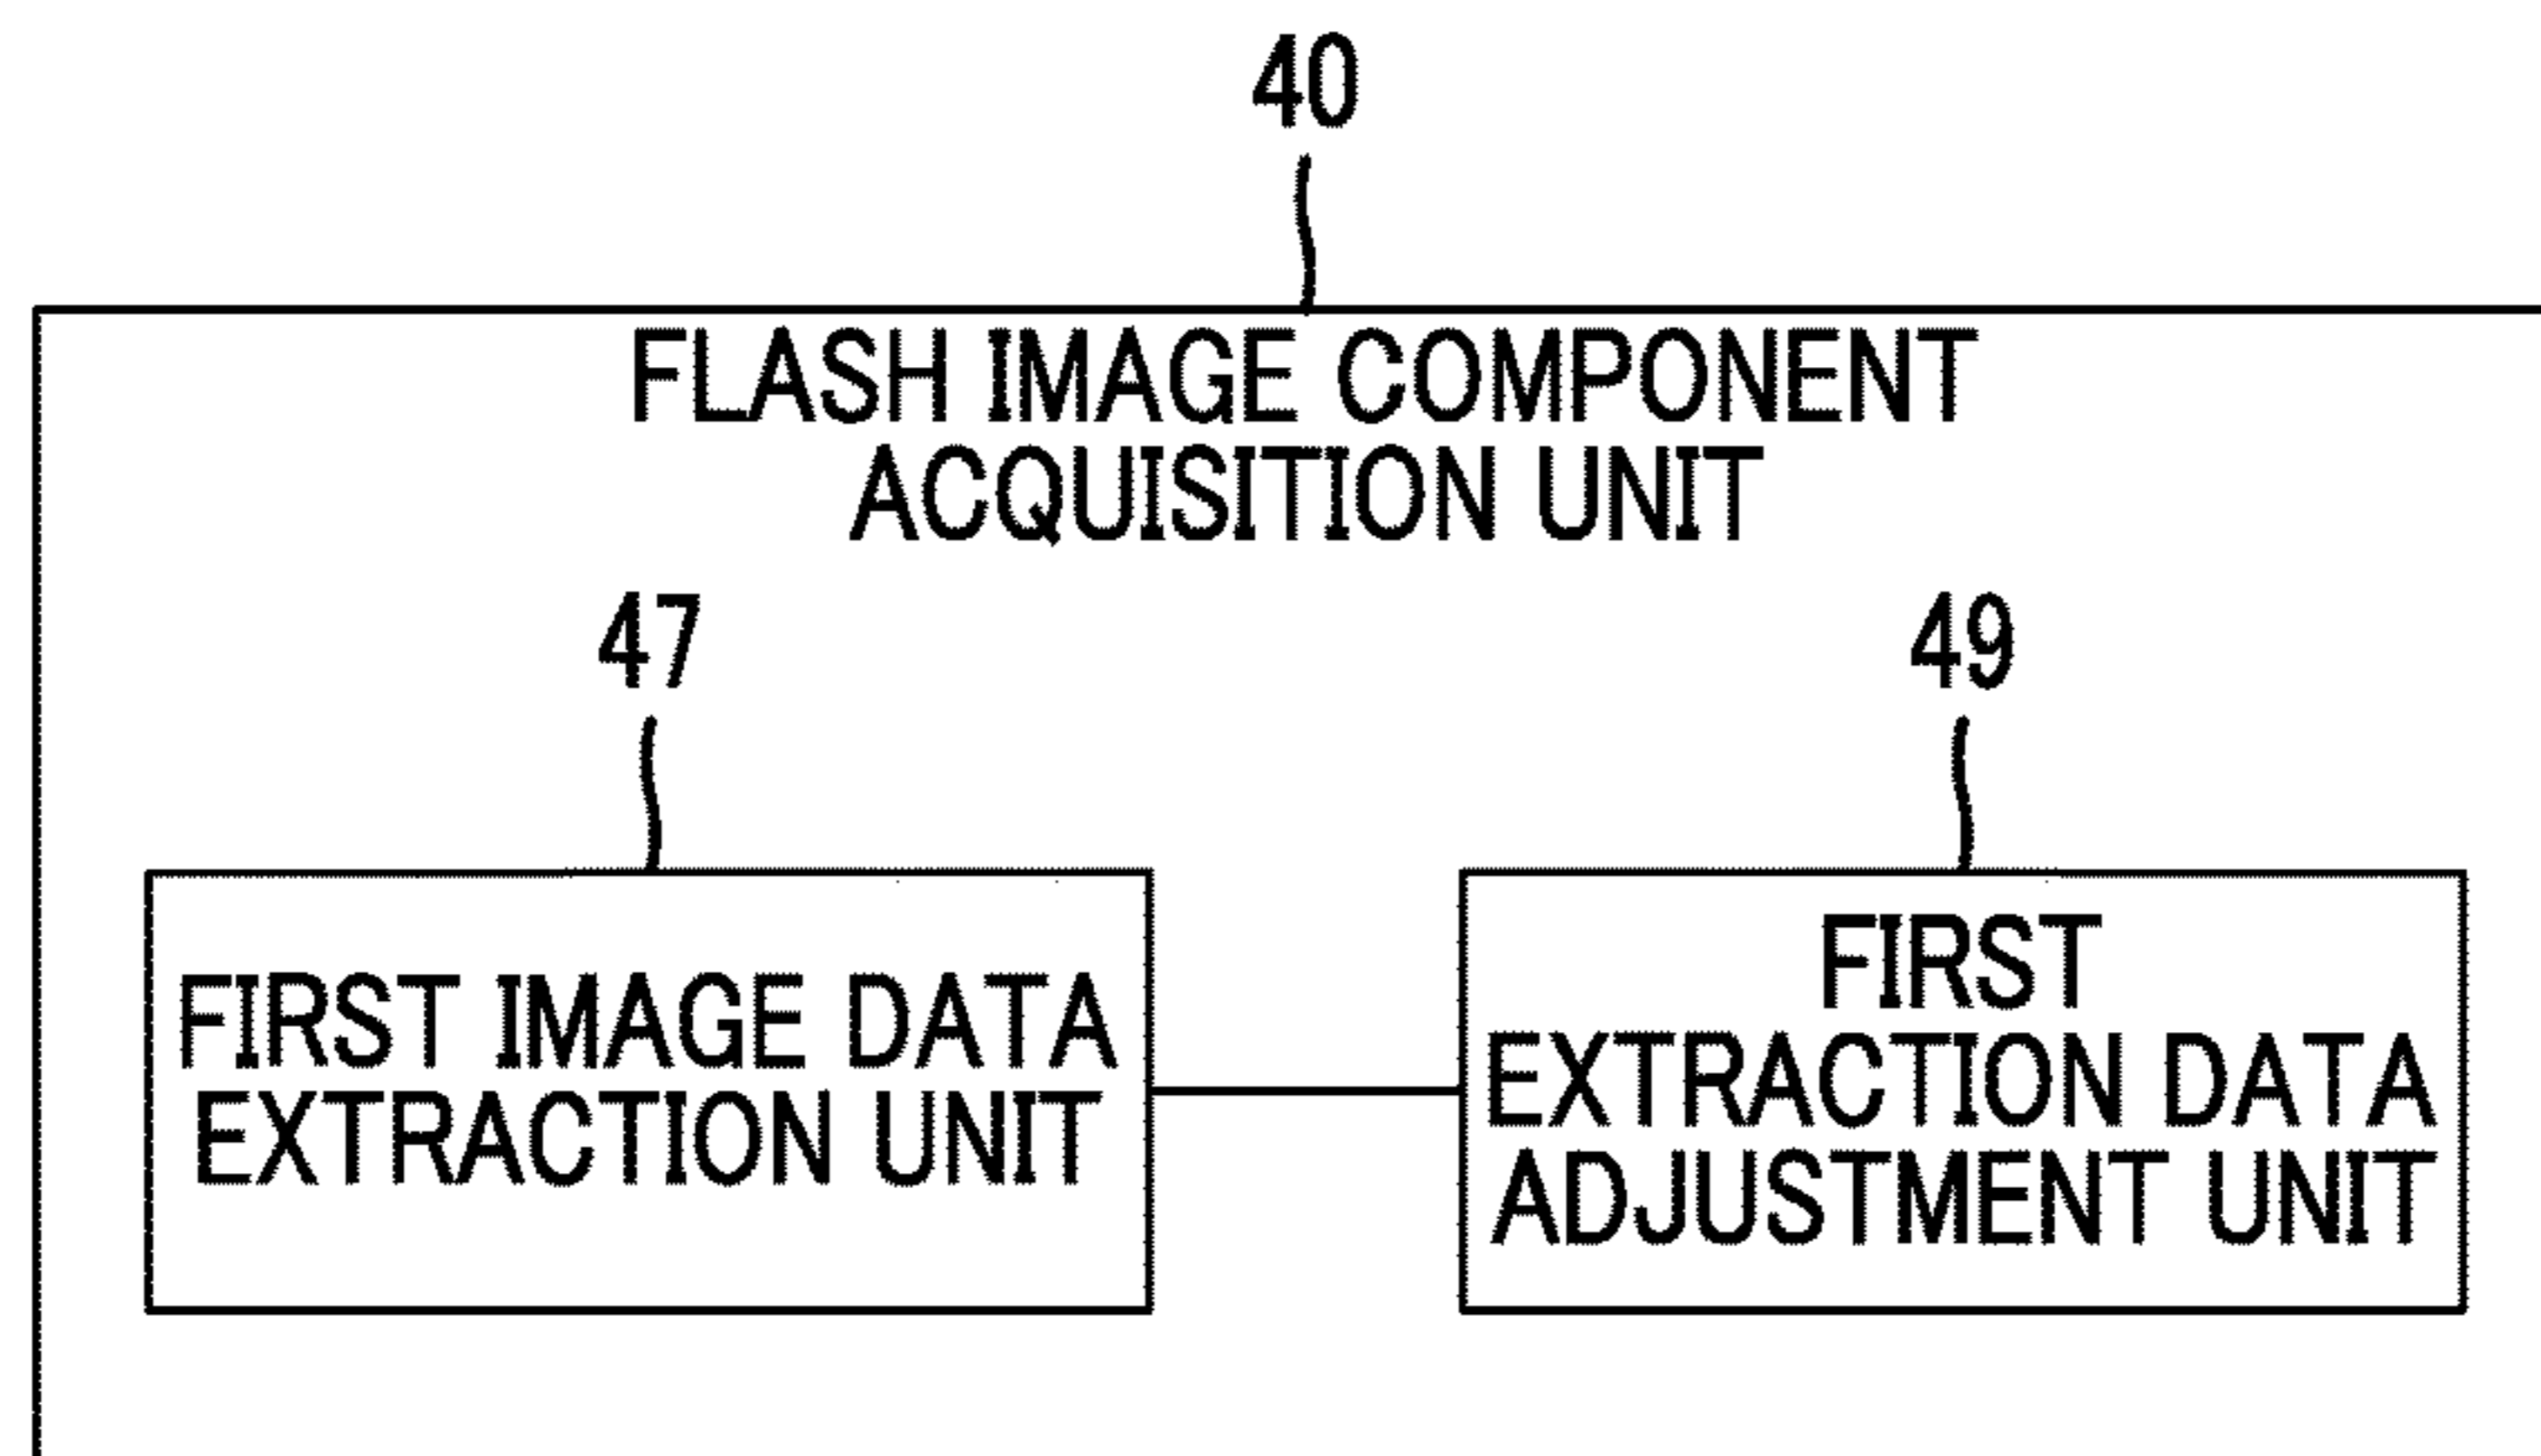 40
FLASH IMAGE COMPONENT
ACQUISITION UNIT
47
FIRST IMAGE DATA
EXTRACTION UNIT
49
FIRST
EXTRACTION DATA
ADJUSTMENT UNIT